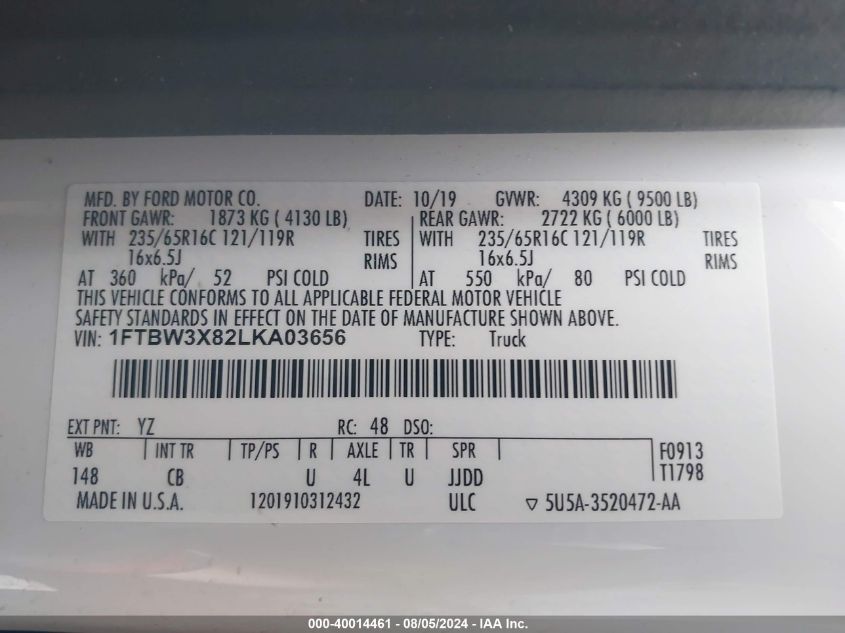 MFD. BY FORD MOTOR CO. DATE: 10/19 GVWR: 4309 KG ( 9500 LB)
FRONT GAWR: 1873 KG ( 4130 LB) REAR GAWR: 2722 KG ( 6000 LB)
WITH 235/65R16C 121/119R TIRES WITH 235/65R16C 121/119R TIRES
16x6.5J RIMS 16x6.5J RIMS
AT 360 kPa/ 52 PSI COLD AT 550 kPa/ 80 PSI COLD
THIS VEHICLE CONFORMS TO ALL APPLICABLE FEDERAL MOTOR VEHICLE
SAFETY STANDARDS IN EFFECT ON THE DATE OF MANUFACTURE SHOWN ABOVE.
VIN: 1FTBW3X82LKA03656 TYPE: Truck
EXT PNT: YZ RC: 48 DSO:
WB INT TR TP/PS R AXLE TR SPR F0913
148 CB U 4L U JJDD T1798
MADE IN U.S.A. 1201910312432 ULC ▽ 5U5A-3520472-AA
000-40014461 - 08/05/2024 - IAA Inc.